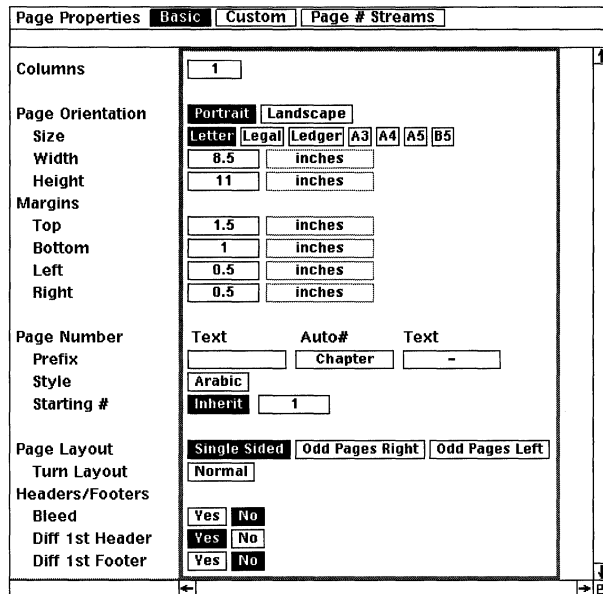 Page Properties Basic Custom Page # Streams
Columns 1
Page Orientation Portrait Landscape
Size Letter Legal Ledger A3 A4 A5 B5
Width 8.5 inches
Height 11 inches
Margins
Top 1.5 inches
Bottom 1 inches
Left 0.5 inches
Right 0.5 inches
Page Number Text Auto# Text
Prefix Chapter -
Style Arabic
Starting # Inherit 1
Page Layout Single Sided Odd Pages Right Odd Pages Left
Turn Layout Normal
Headers/Footers
Bleed Yes No
Diff 1st Header Yes No
Diff 1st Footer Yes No